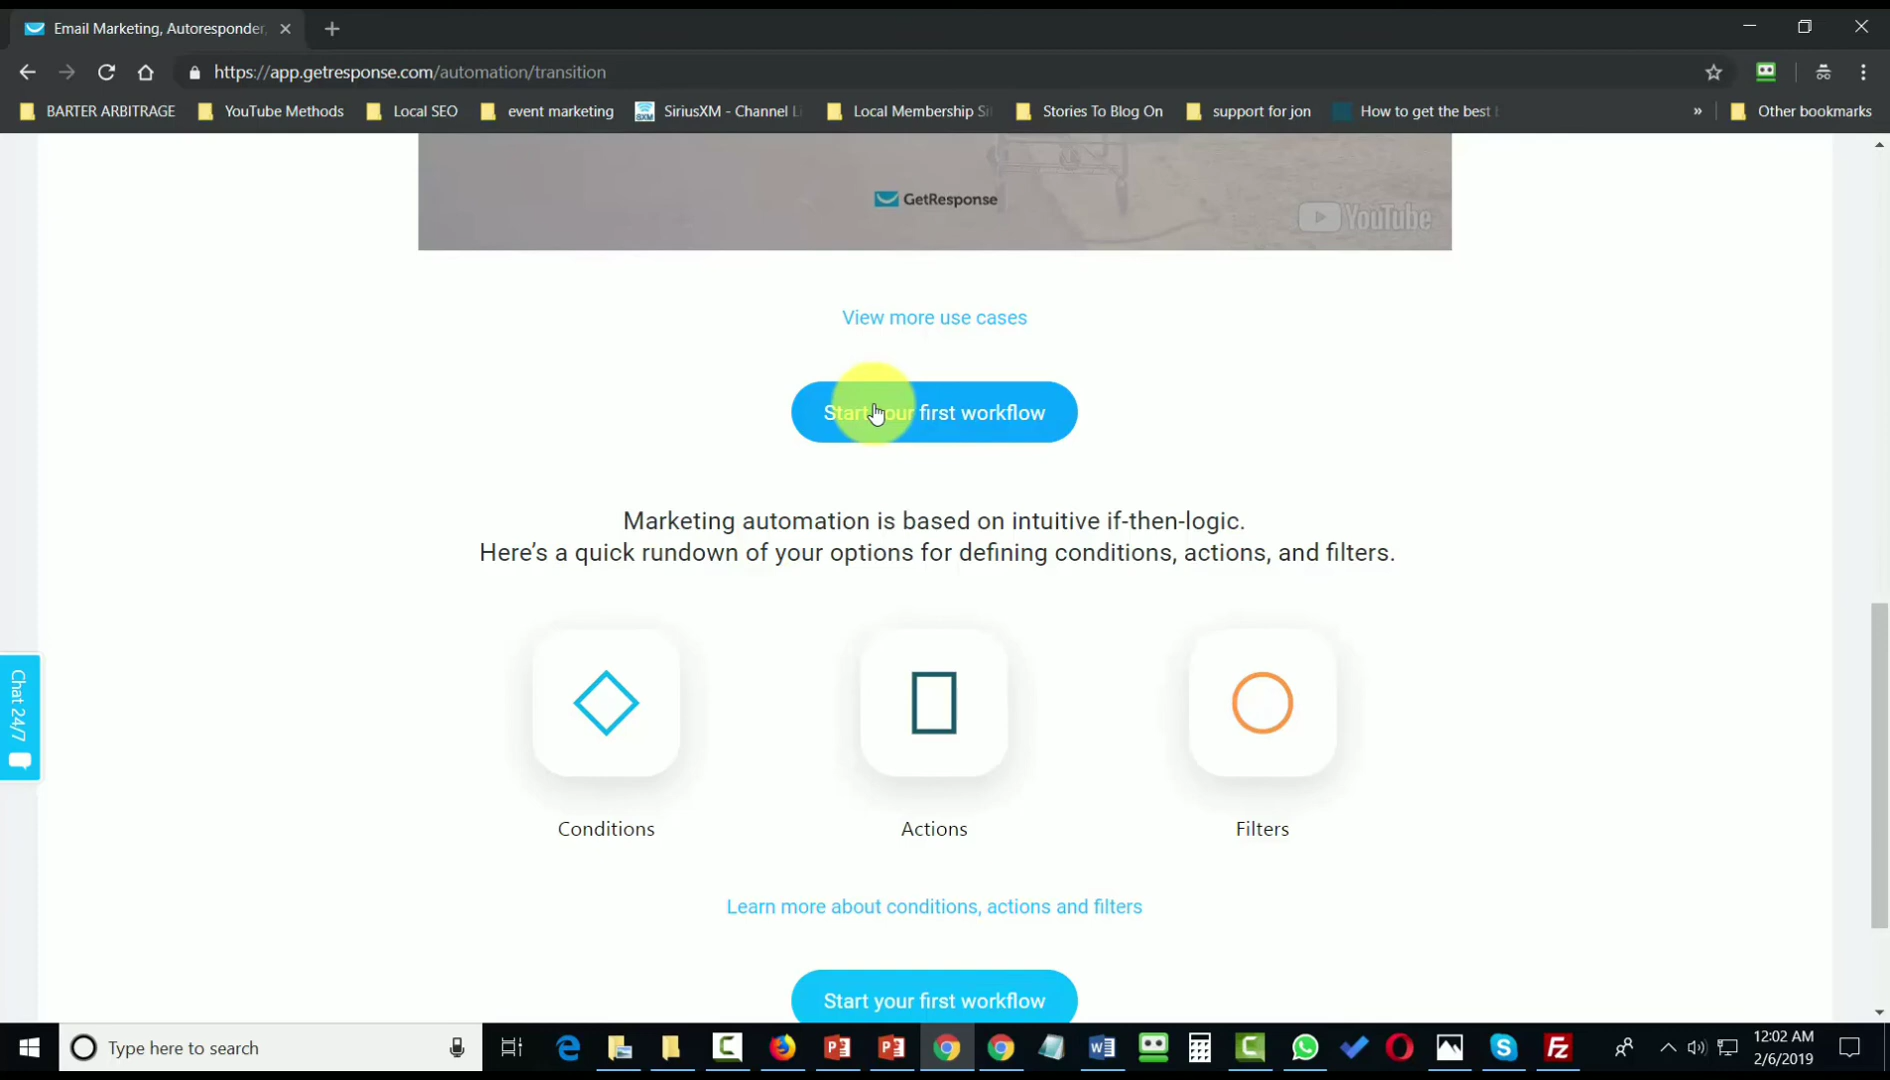 Email Marketing, Autoresponder,
https://app.getresponse.com/automation/transition
BARTER ARBITRAGE
YouTube Methods
Local SEO
event marketing
SiriusXM - Channel Li
Local Membership Si
Stories To Blog On
support for jon
How to get the best
»
Other bookmarks
GetResponse
YouTube
View more use cases
Start your first workflow
Marketing automation is based on intuitive if-then-logic.
Here's a quick rundown of your options for defining conditions, actions, and filters.
Chat 24/7
Conditions
Actions
Filters
Learn more about conditions, actions and filters
Start your first workflow
Type here to search
12:02 AM
2/6/2019